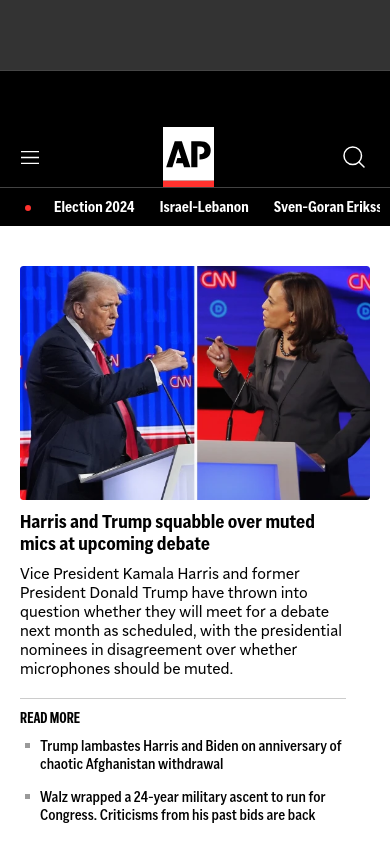 AP
Election 2024 Israel-Lebanon Sven-Goran Erikss
CNN
CNN
CNN
Harris and Trump squabble over muted
mics at upcoming debate
Vice President Kamala Harris and former
President Donald Trump have thrown into
question whether they will meet for a debate
next month as scheduled, with the presidential
nominees in disagreement over whether
microphones should be muted.
READ MORE
Trump lambastes Harris and Biden on anniversary of
chaotic Afghanistan withdrawal
Walz wrapped a 24-year military ascent to run for
Congress. Criticisms from his past bids are back